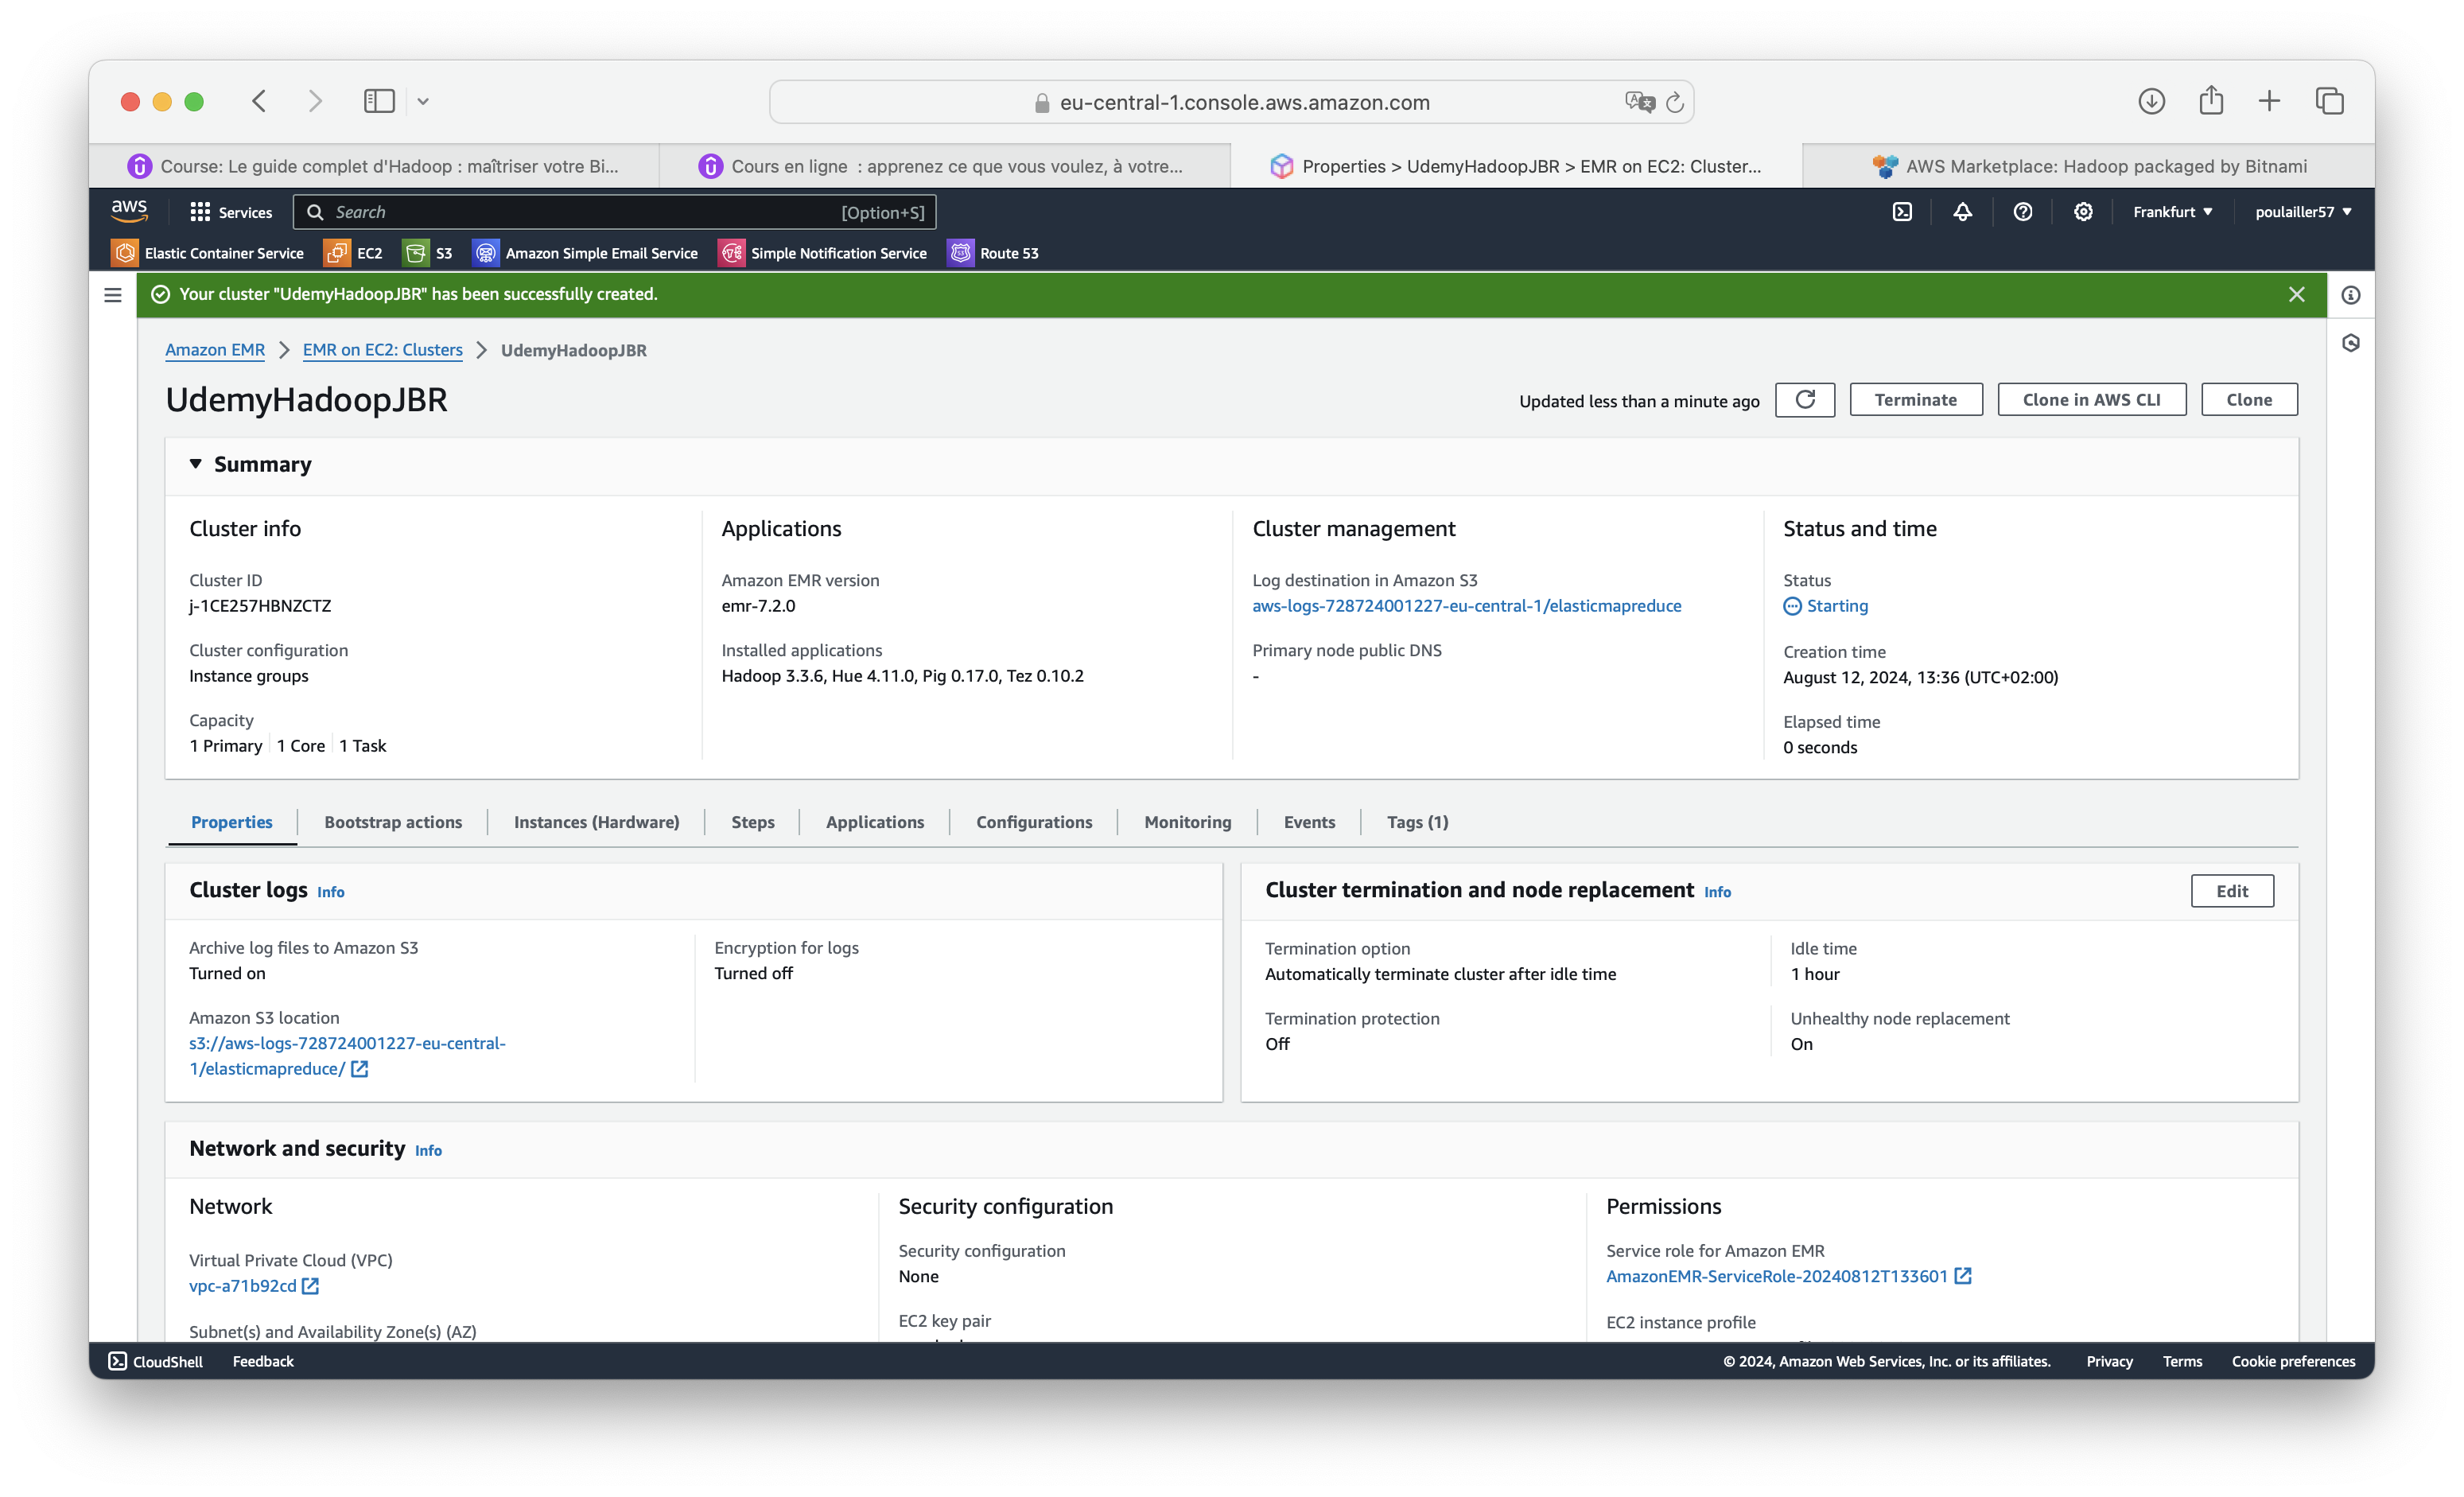 eu-central-1.console.aws.amazon.com
Course: Le guide complet d'Hadoop : maîtriser votre Bi...
Cours en ligne : apprenez ce que vous voulez, à votre...
Properties > UdemyHadoopJBR > EMR on EC2: Cluster...
AWS Marketplace: Hadoop packaged by Bitnami
aws
Services
Search
[Option+S]
Frankfurt
poulailler57
Elastic Container Service
EC2
S3
Amazon Simple Email Service
Simple Notification Service
Route 53
Your cluster "UdemyHadoopJBR" has been successfully created.
Amazon EMR
EMR on EC2: Clusters
UdemyHadoopJBR
UdemyHadoopJBR
Updated less than a minute ago
Terminate
Clone in AWS CLI
Clone
Summary
Cluster info
Cluster ID
j-1CE257HBNZCTZ
Cluster configuration
Instance groups
Capacity
1 Primary
1 Core
1 Task
Applications
Amazon EMR version
emr-7.2.0
Installed applications
Hadoop 3.3.6, Hue 4.11.0, Pig 0.17.0, Tez 0.10.2
Cluster management
Log destination in Amazon S3
aws-logs-728724001227-eu-central-1/elasticmapreduce
Primary node public DNS
-
Status and time
Status
Starting
Creation time
August 12, 2024, 13:36 (UTC+02:00)
Elapsed time
0 seconds
Properties
Bootstrap actions
Instances (Hardware)
Steps
Applications
Configurations
Monitoring
Events
Tags (1)
Cluster logs Info
Archive log files to Amazon S3
Turned on
Amazon S3 location
s3://aws-logs-728724001227-eu-central-
1/elasticmapreduce/
Encryption for logs
Turned off
Cluster termination and node replacement Info
Edit
Termination option
Automatically terminate cluster after idle time
Termination protection
Off
Idle time
1 hour
Unhealthy node replacement
On
Network and security Info
Network
Virtual Private Cloud (VPC)
vpc-a71b92cd
Subnet(s) and Availability Zone(s) (AZ)
Security configuration
Security configuration
None
EC2 key pair
Permissions
Service role for Amazon EMR
AmazonEMR-ServiceRole-20240812T133601
EC2 instance profile
CloudShell
Feedback
© 2024, Amazon Web Services, Inc. or its affiliates.
Privacy
Terms
Cookie preferences